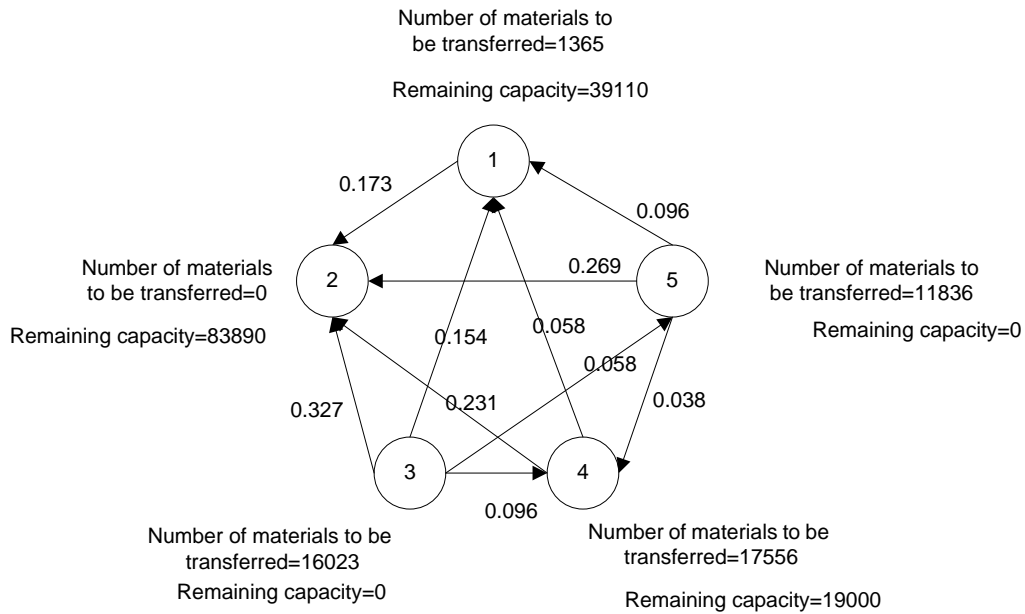 Number of materials to
be transferred=1365
Remaining capacity=39110
1
0.173
0.096
Number of materials
to be transferred=0
Remaining capacity=83890
2
0.269
5
Number of materials to
be transferred=11836
Remaining capacity=0
0.154
0.058
0.058
0.327
0.231
0.038
3
4
0.096
Number of materials to be
transferred=16023
Remaining capacity=0
Number of materials to be
transferred=17556
Remaining capacity=19000